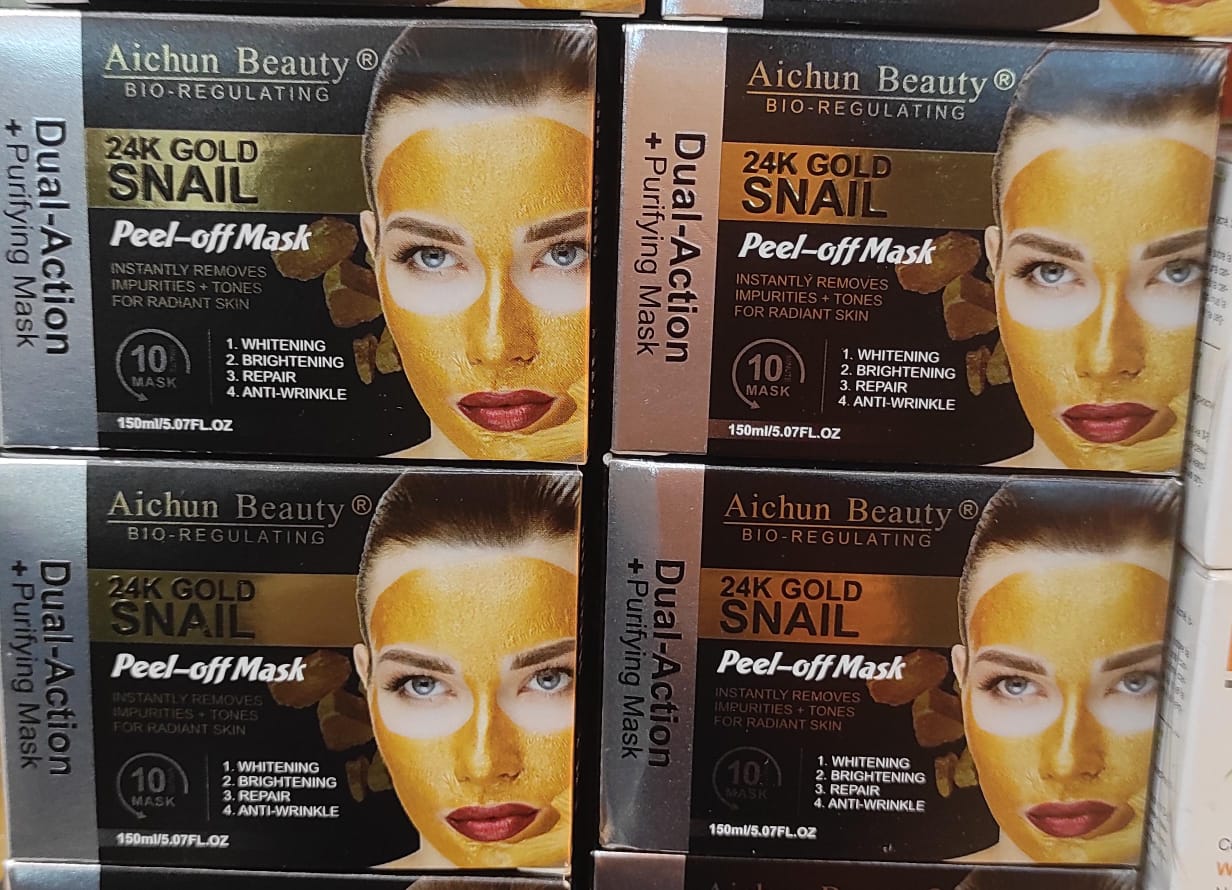 Aichun Beauty®
BIO-REGULATING
24K GOLD
SNAIL
Peel-off Mask
INSTANTLY REMOVES
IMPURITIES + TONES
FOR RADIANT SKIN
10 MINUTE
MASK
1. WHITENING
2. BRIGHTENING
3. REPAIR
4. ANTI-WRINKLE
150ml/5.07FL.OZ
Dual-Action
+ Purifying Mask
Aichun Beauty®
BIO-REGULATING
24K GOLD
SNAIL
Peel-off Mask
INSTANTLY REMOVES
IMPURITIES + TONES
FOR RADIANT SKIN
10 MINUTE
MASK
1. WHITENING
2. BRIGHTENING
3. REPAIR
4. ANTI-WRINKLE
150ml/5.07FL.OZ
Dual-Action
+ Purifying Mask
Aichun Beauty®
BIO-REGULATING
24K GOLD
SNAIL
Peel-off Mask
INSTANTLY REMOVES
IMPURITIES + TONES
FOR RADIANT SKIN
10
MASK
1. WHITENING
2. BRIGHTENING
3. REPAIR
4. ANTI-WRINKLE
150ml/5.07FL.OZ
Dual-Action
+ Purifying Mask
Aichun Beauty®
BIO-REGULATING
24K GOLD
SNAIL
Peel-off Mask
INSTANTLY REMOVES
IMPURITIES + TONES
FOR RADIANT SKIN
10
MASK
1. WHITENING
2. BRIGHTENING
3. REPAIR
4. ANTI-WRINKLE
150ml/5.07FL.OZ
Dual-Action
+ Purifying Mask